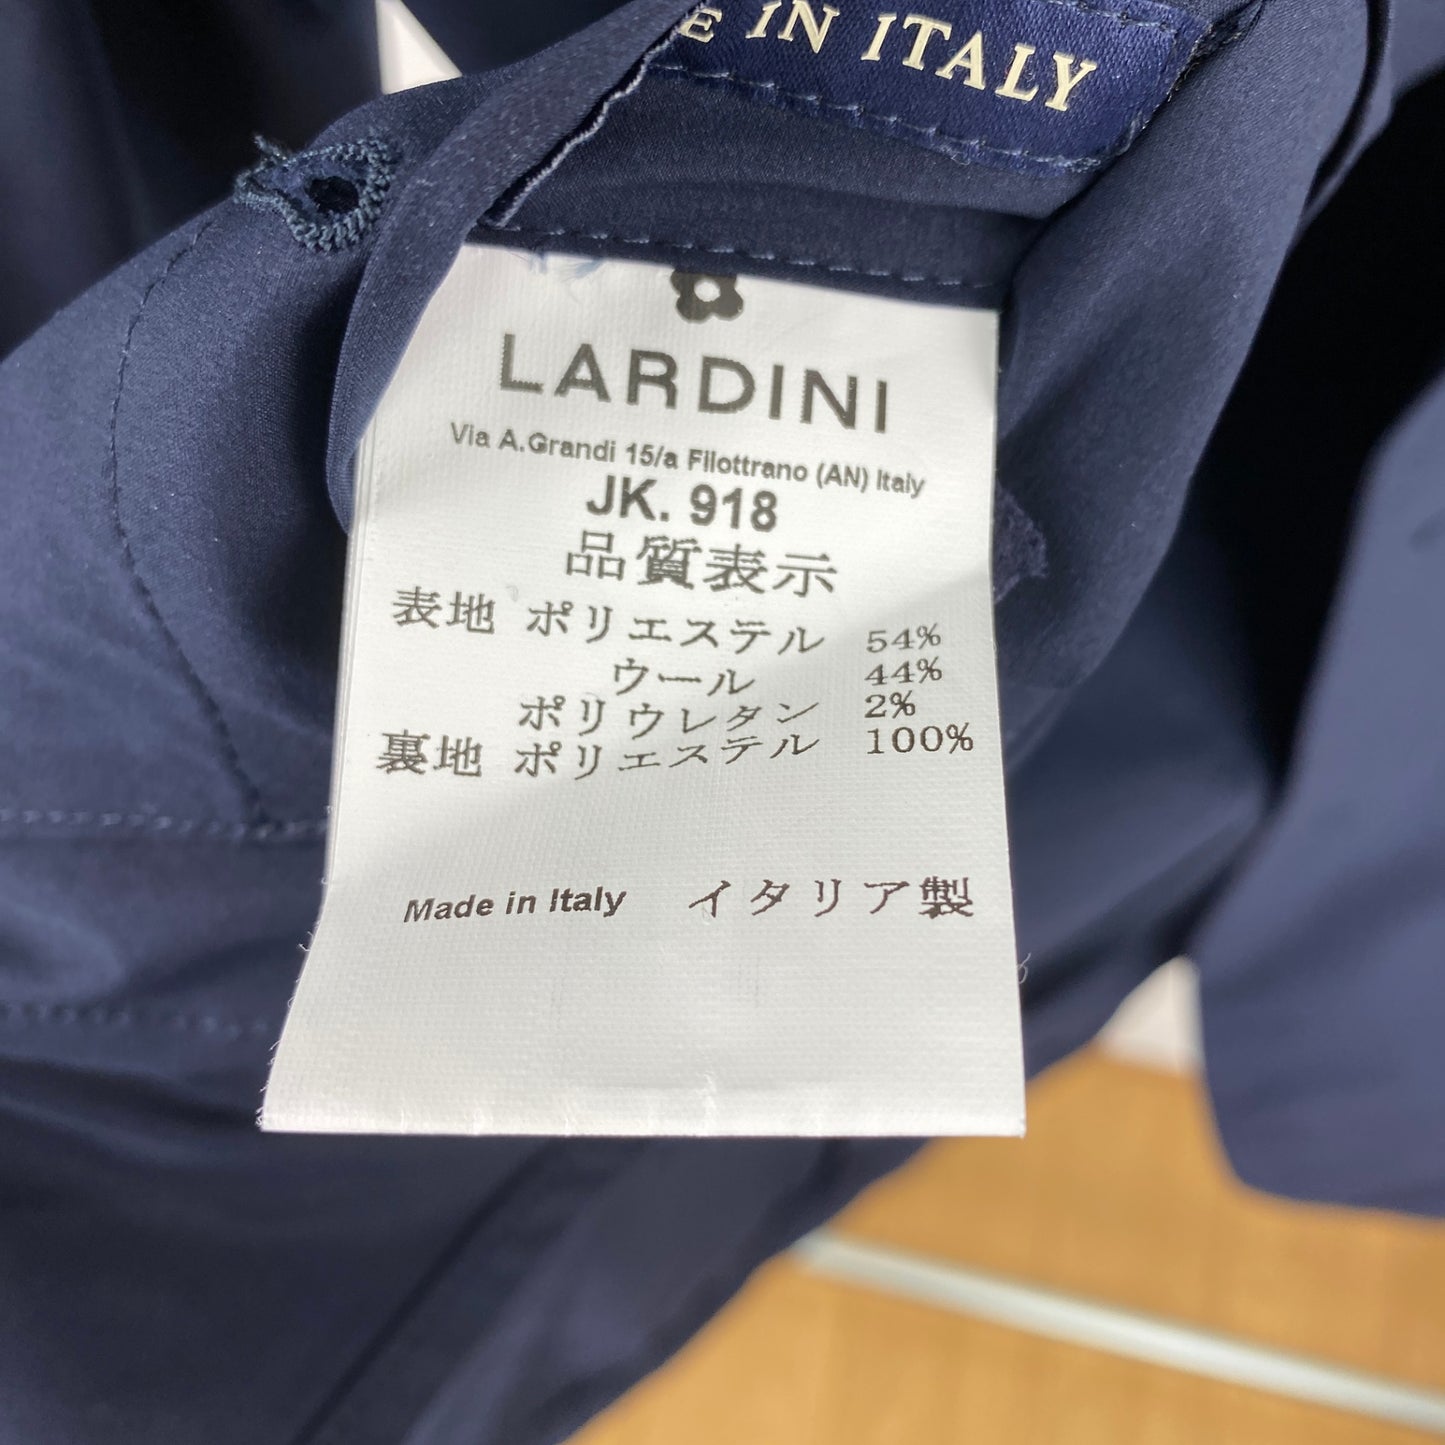 E IN ITALY
LARDINI
Via A.Grandi 15/a Filottrano (AN) Italy
JK. 918
品質表示
表地 ポリエステル 54%
ウール 44%
ポリウレタン 2%
裏地 ポリエステル 100%
Made in Italy イタリア製